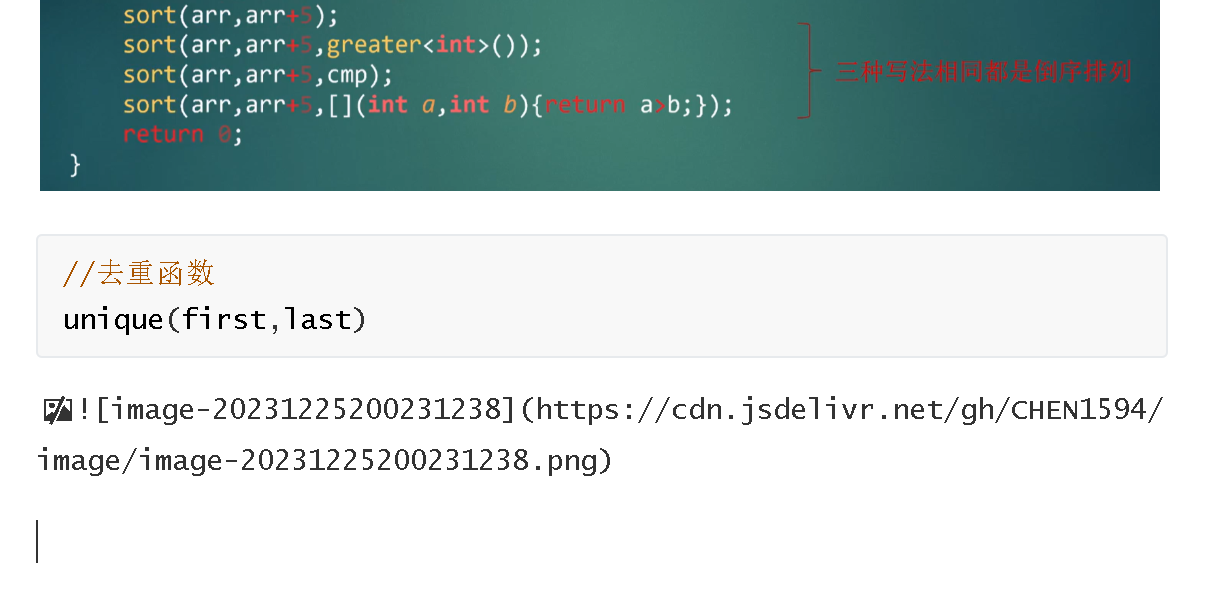 sort(arr,arr+5);
sort(arr,arr+5,greater<int>());
sort(arr,arr+5,cmp);
三种写法相同都是倒序排列
sort(arr,arr+5,[](int a,int b){return a>b;});
return 0;
}
//去重函数
unique(first,last)
![image-20231225200231238](https://cdn.jsdelivr.net/gh/CHEN1594/
image/image-20231225200231238.png)